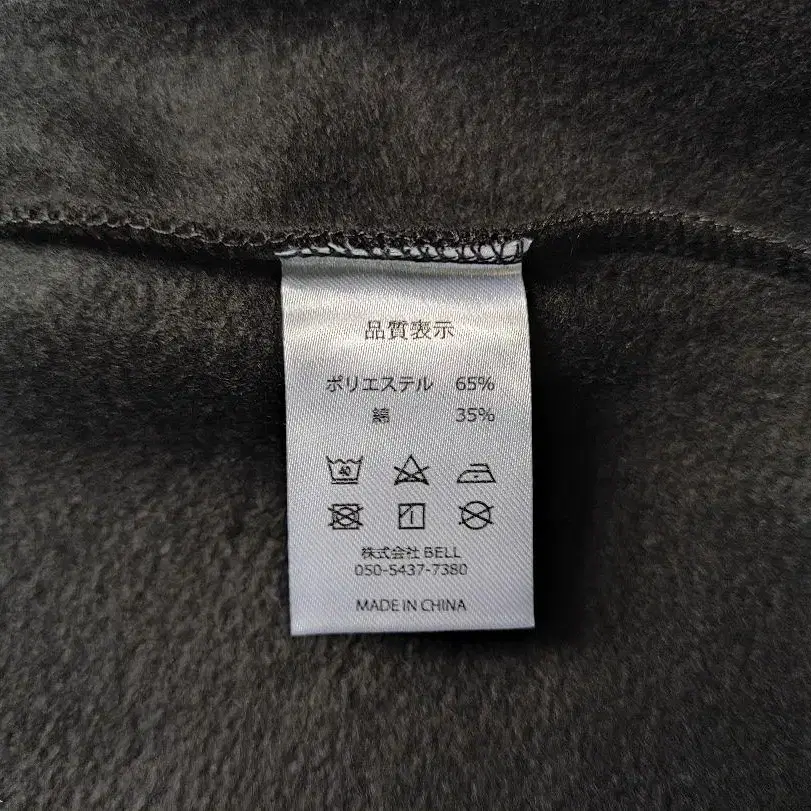 品質表示
ポリエステル 65%
綿 35%
40
株式会社 BELL
050-5437-7380
MADE IN CHINA